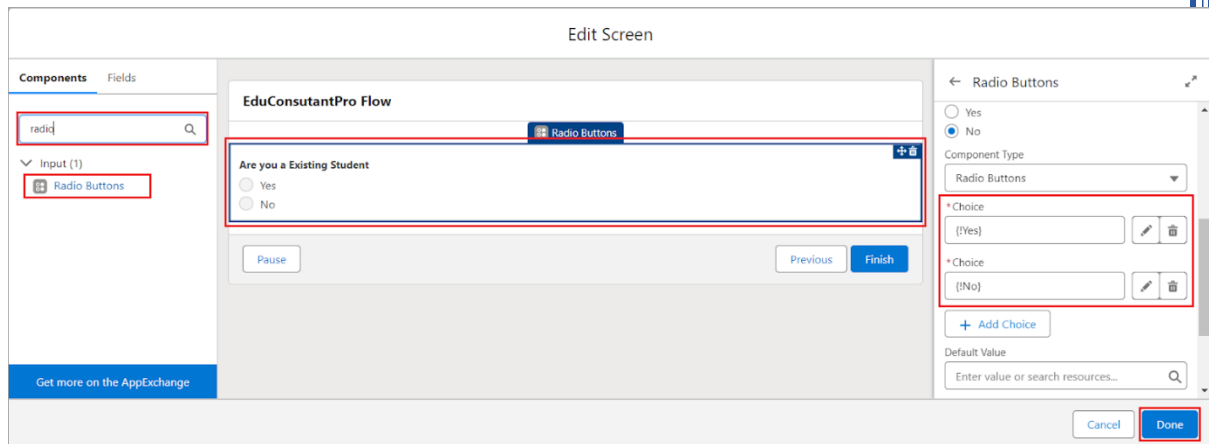 Edit Screen
Components Fields
radio
Input (1)
Radio Buttons
Get more on the AppExchange
EduConsutantPro Flow
Radio Buttons
Are you a Existing Student
Yes
No
Pause
Previous
Finish
Radio Buttons
Yes
No
Component Type
Radio Buttons
*Choice
{!Yes}
*Choice
{!No}
+ Add Choice
Default Value
Enter value or search resources...
Cancel
Done